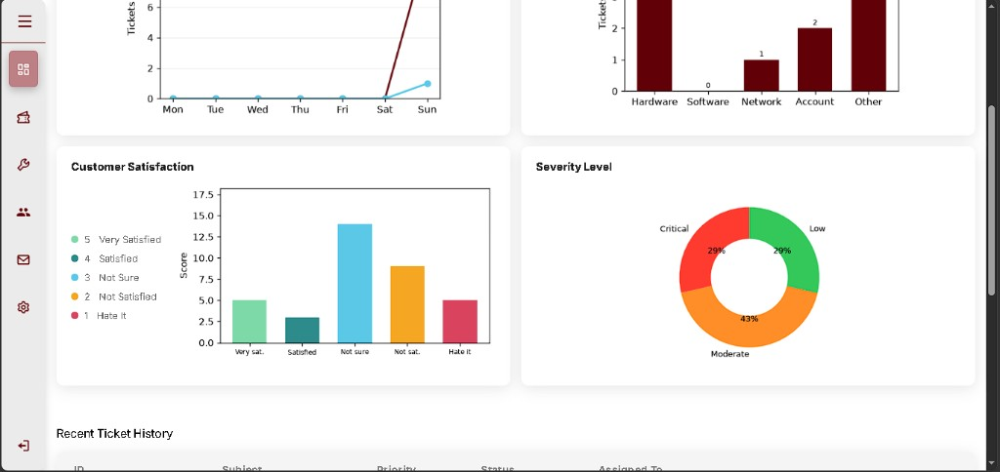 6
4
2
0
Tickets
Mon Tue Wed Thu Fri Sat Sun
2
1
0
Tickets
0
1
2
Hardware Software Network Account Other
Customer Satisfaction
5 Very Satisfied
4 Satisfied
3 Not Sure
2 Not Satisfied
1 Hate it
Score
17.5
15.0
12.5
10.0
7.5
5.0
2.5
0.0
Very sat. Satisfied Not sure Not sat. Hate it
Severity Level
Critical
Low
29%
29%
43%
Moderate
Recent Ticket History
ID Subject Priority Status Assigned To